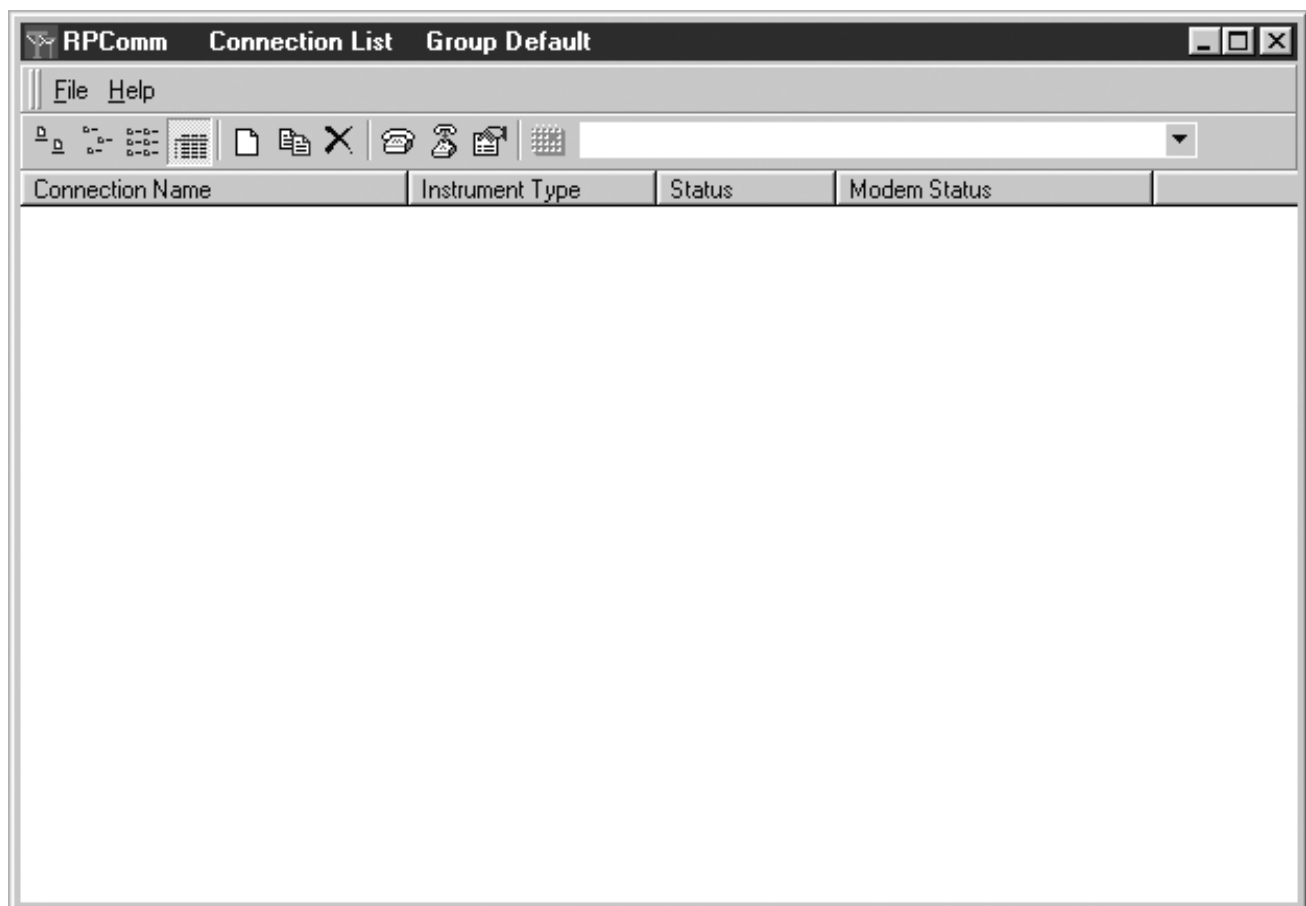 RPComm Connection List Group Default
File Help
Connection Name Instrument Type Status Modem Status